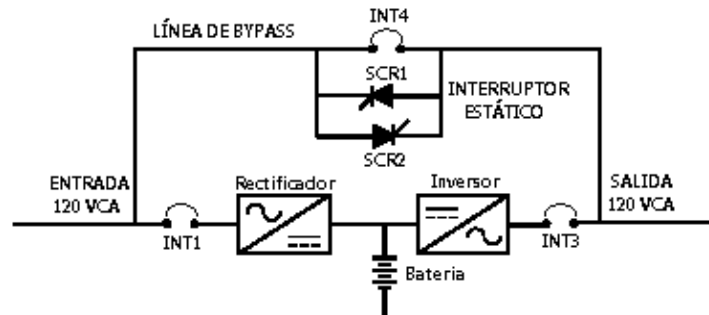 INT4
LÍNEA DE BYPASS
SCR1
INTERRUPTOR
ESTÁTICO
SCR2
ENTRADA
120 VCA
Rectificador
Inversor
SALIDA
120 VCA
INT1
INT3
Bateria